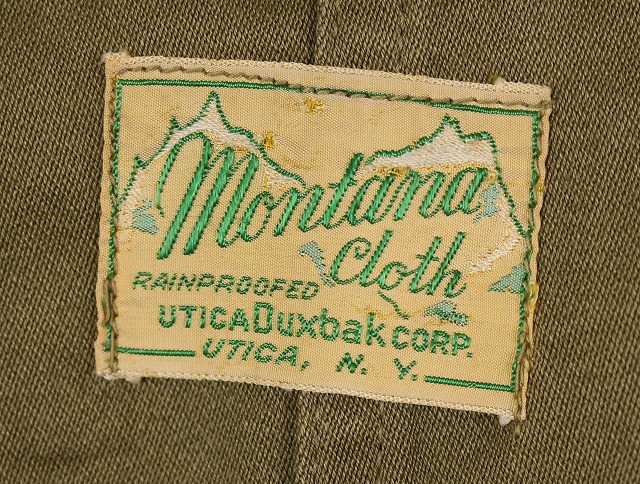 Montana
Cloth
RAINPROOFED
UTICA Duxbak CORP.
UTICA, N. Y.